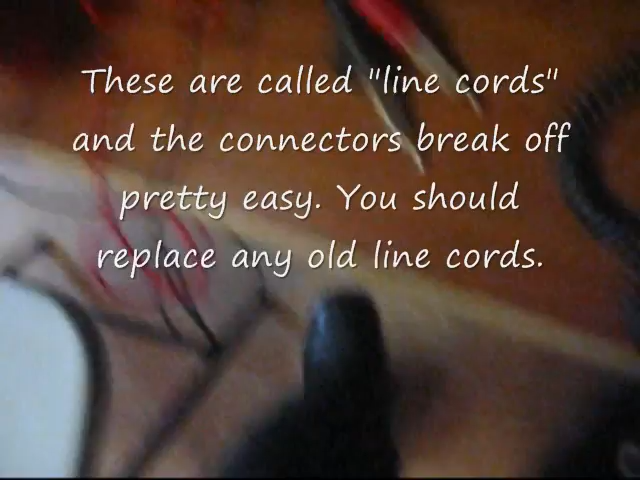 These are called "line cords"
and the connectors break off
pretty easy. You should
replace any old line cords.